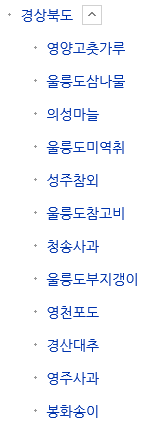 경상북도
영양고춧가루
울릉도삼나물
의성마늘
울릉도미역취
성주참외
울릉도참고비
청송사과
울릉도부지갱이
영천포도
경산대추
영주사과
봉화송이